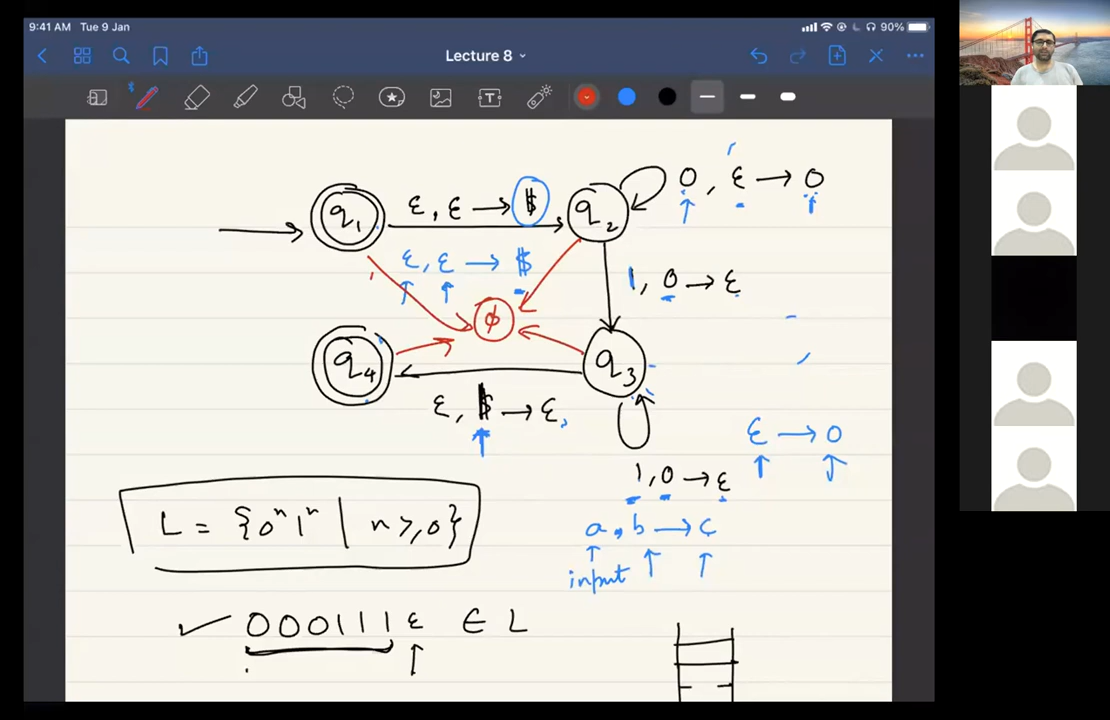 9:41 AM Tue 9 Jan
90%
Lecture 8
q₁
ε, ε → $
q₂
0, ε → 0
ε, ε → $
1, 0 → ε
φ
q₄
q₃
ε, $ → ε
ε → 0
1, 0 → ε
L = {0ⁿ1ⁿ | n ≥, 0}
a, b → c
input
000111 ε ∈ L